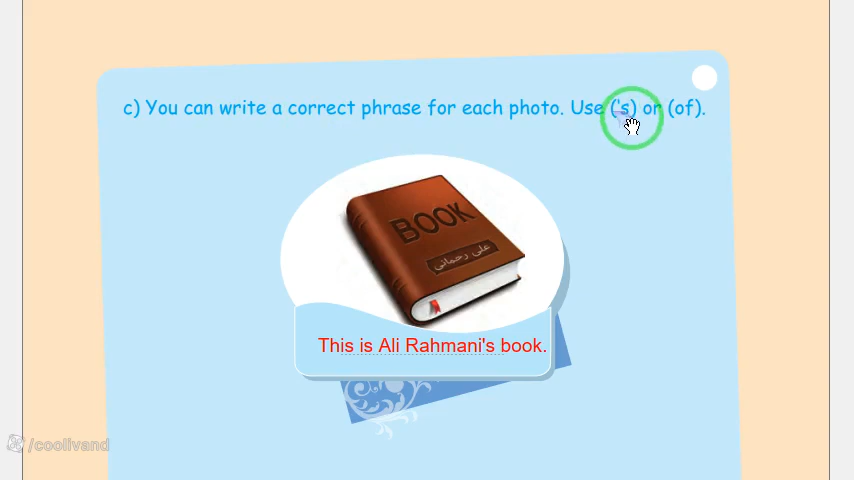 c) You can write a correct phrase for each photo. Use ('s) or (of).
BOOK
علی رحمانی
This is Ali Rahmani's book.
/coolivand